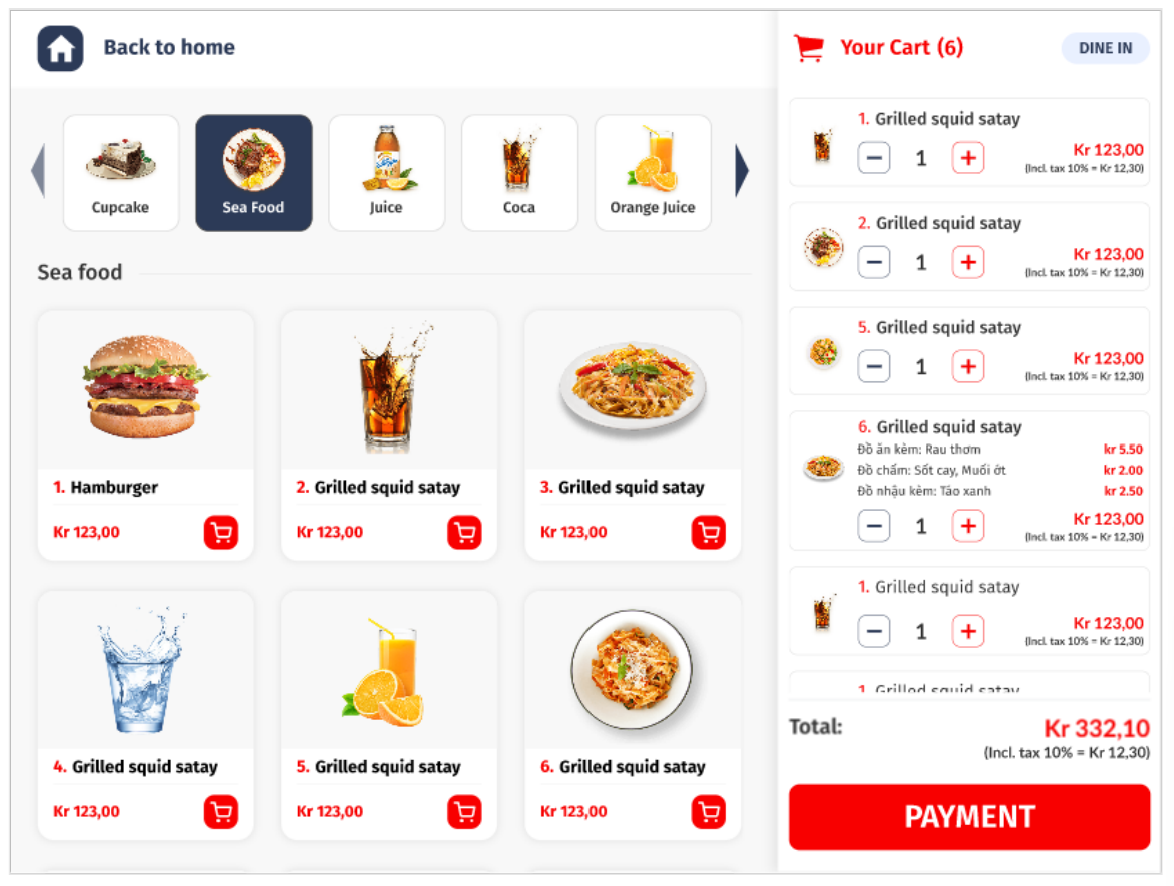 Back to home
Cupcake
Sea Food
Juice
Coca
Orange Juice
Sea food
1. Hamburger
Kr 123,00
2. Grilled squid satay
Kr 123,00
3. Grilled squid satay
Kr 123,00
4. Grilled squid satay
Kr 123,00
5. Grilled squid satay
Kr 123,00
6. Grilled squid satay
Kr 123,00
Your Cart (6)
DINE IN
1. Grilled squid satay
1
Kr 123,00
(Incl. tax 10% = Kr 12,30)
2. Grilled squid satay
1
Kr 123,00
(Incl. tax 10% = Kr 12,30)
5. Grilled squid satay
1
Kr 123,00
(Incl. tax 10% = Kr 12,30)
6. Grilled squid satay
Đồ ăn kèm: Rau thơm kr 5.50
Đồ chấm: Sốt cay, Muối ớt kr 2.00
Đồ nhậu kèm: Táo xanh kr 2.50
1
Kr 123,00
(Incl. tax 10% = Kr 12,30)
1. Grilled squid satay
1
Kr 123,00
(Incl. tax 10% = Kr 12,30)
1. Grilled squid satay
Total: Kr 332,10
(Incl. tax 10% = Kr 12,30)
PAYMENT